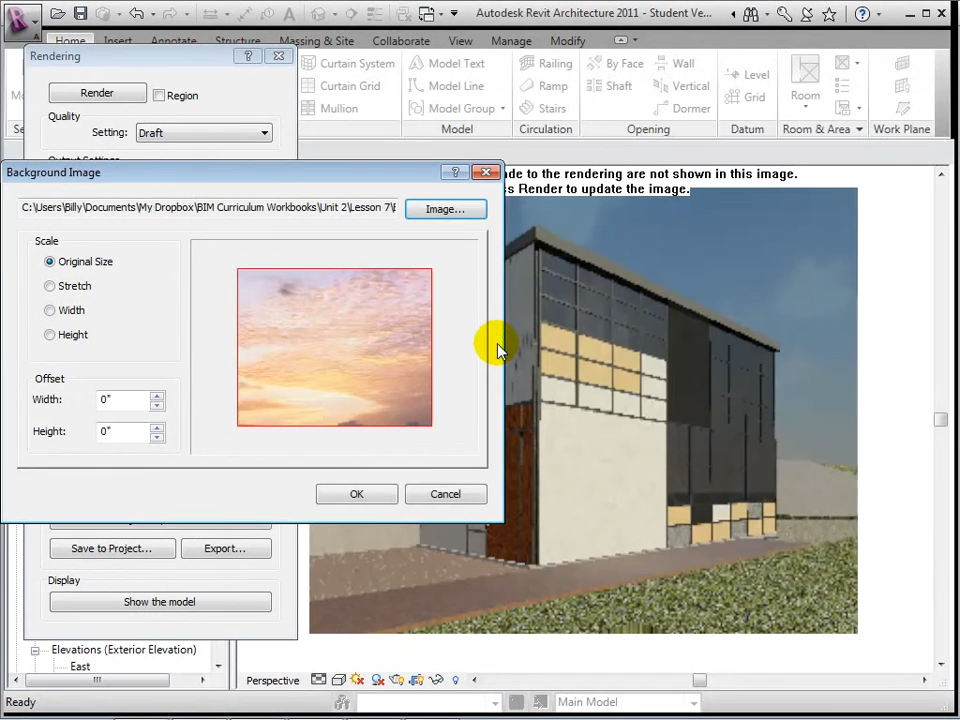 Autodesk Revit Architecture 2011 - Student Ve...
Home Insert Annotate Structure Massing & Site Collaborate View Manage Modify
Rendering
Render Region
Quality
Setting: Draft
Curtain System
Curtain Grid
Mullion
Model Text
Model Line
Model Group
Model
Railing
Ramp
Stairs
Circulation
By Face
Shaft
Wall
Vertical
Dormer
Opening
Level
Grid
Datum
Room
Room & Area
Work Plane
Background Image
C:\Users\Billy\Documents\My Dropbox\BIM Curriculum Workbooks\Unit 2\Lesson 7\
Image...
Scale
Original Size
Stretch
Width
Height
Offset
Width: 0"
Height: 0"
OK Cancel
to the rendering are not shown in this image.
Render to update the image.
Save to Project... Export...
Display
Show the model
Elevations (Exterior Elevation)
East
Perspective
Ready
Main Model